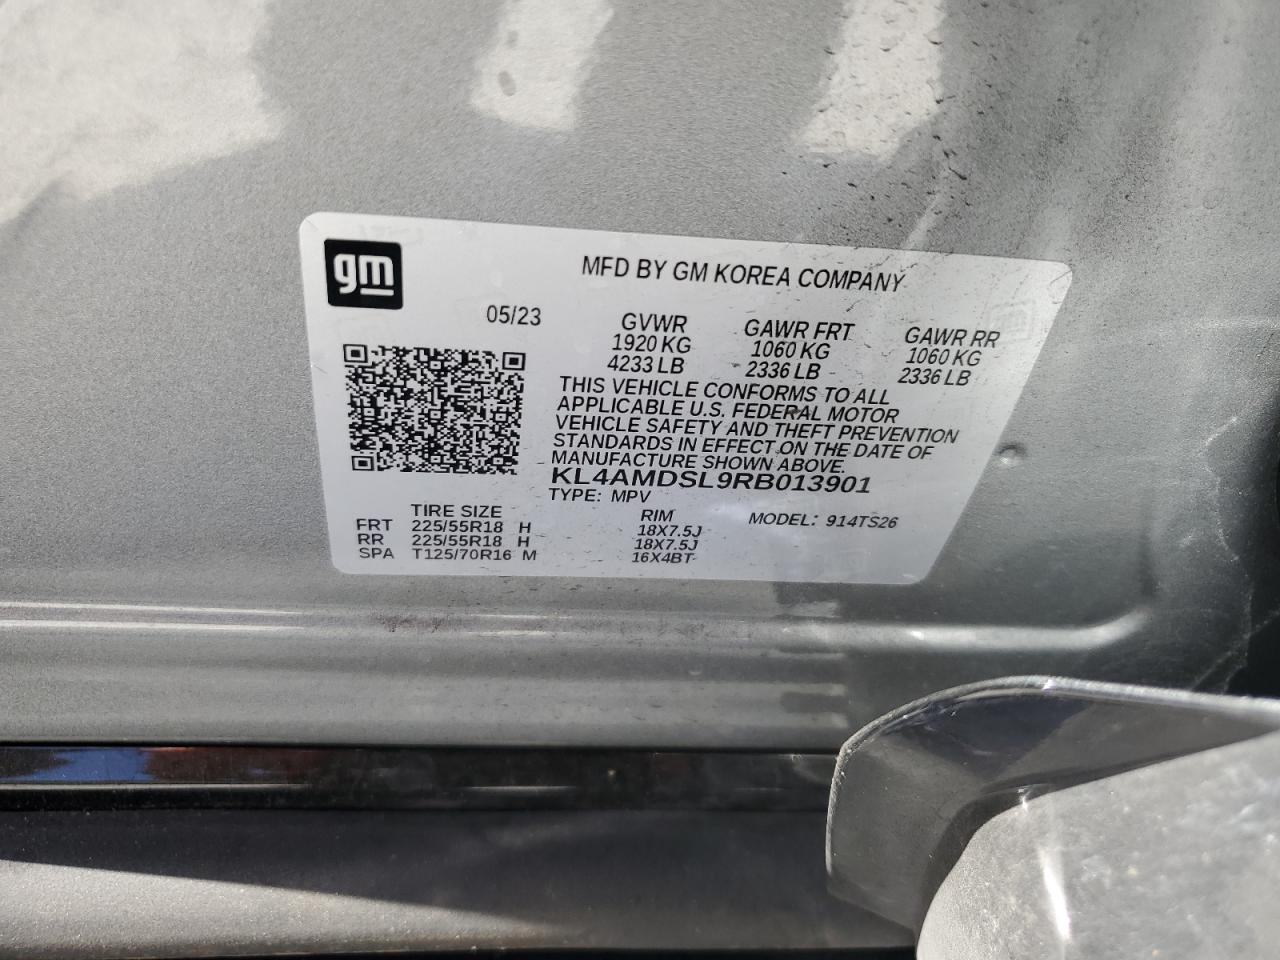 gm
MFD BY GM KOREA COMPANY
05/23
GVWR GAWR FRT GAWR RR
1920 KG 1060 KG 1060 KG
4233 LB 2336 LB 2336 LB
THIS VEHICLE CONFORMS TO ALL
APPLICABLE U.S. FEDERAL MOTOR
VEHICLE SAFETY AND THEFT PREVENTION
STANDARDS IN EFFECT ON THE DATE OF
MANUFACTURE SHOWN ABOVE.
KL4AMDSL9RB013901
TYPE: MPV
TIRE SIZE RIM MODEL: 914TS26
FRT 225/55R18 H 18X7.5J
RR 225/55R18 H 18X7.5J
SPA T125/70R16 M 16X4BT